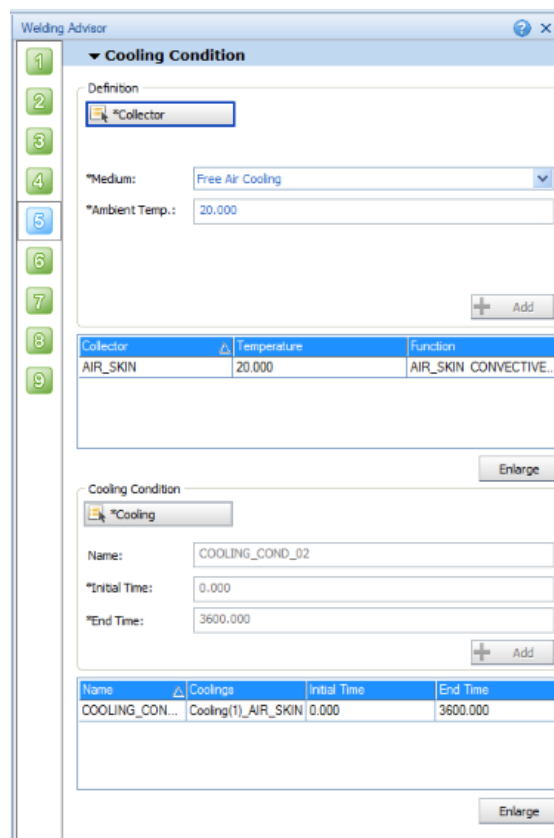 Welding Advisor
1
▼ Cooling Condition
Definition
2
*Collector
3
4
*Medium: Free Air Cooling
*Ambient Temp.: 20.000
5
6
7
+ Add
8
Collector Temperature Function
AIR_SKIN 20.000 AIR_SKIN CONVECTIVE...
9
Enlarge
Cooling Condition
*Cooling
Name: COOLING_COND_02
*Initial Time: 0.000
*End Time: 3600.000
+ Add
Name Coolings Initial Time End Time
COOLING_CON... Cooling(1)_AIR_SKIN 0.000 3600.000
Enlarge